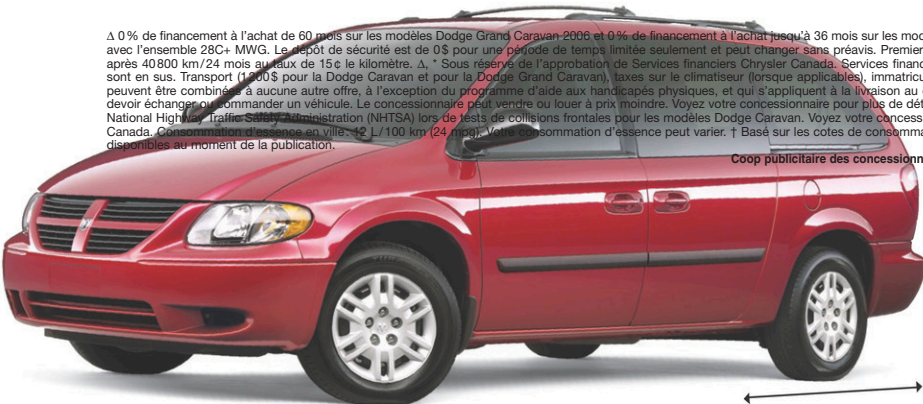 Δ 0 % de financement à l'achat de 60 mois sur les modèles Dodge Grand Caravan 2006 et 0 % de financement à l'achat jusqu'à 36 mois sur les mod
avec l'ensemble 28C+ MWG. Le dépôt de sécurité est de 0 $ pour une période de temps limitée seulement et peut changer sans préavis. Premier
après 40 800 km/24 mois au taux de 15 ¢ le kilomètre. Δ, * Sous réserve de l'approbation de Services financiers Chrysler Canada. Services financ
sont en sus. Transport (1 200 $ pour la Dodge Caravan et pour la Dodge Grand Caravan), taxes sur le climatiseur (lorsque applicables), immatricu
peuvent être combinées à aucune autre offre, à l'exception du programme d'aide aux handicapés physiques, et qui s'appliquent à la livraison au
devoir échanger ou commander un véhicule. Le concessionnaire peut vendre ou louer à prix moindre. Voyez votre concessionnaire pour plus de dé
National Highway Traffic Safety Administration (NHTSA) lors de tests de collisions frontales pour les modèles Dodge Caravan. Voyez votre concess
Canada. Consommation d'essence en ville : 12 L / 100 km (24 mpg). Votre consommation d'essence peut varier. † Basé sur les cotes de consomma
disponibles au moment de la publication.
Coop publicitaire des concessionn